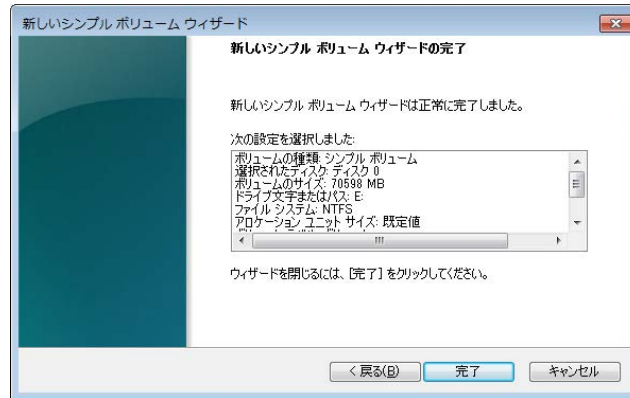 新しいシンプル ボリューム ウィザード
新しいシンプル ボリューム ウィザードの完了
新しいシンプル ボリューム ウィザードは正常に完了しました。
次の設定を選択しました:
ボリュームの種類: シンプル ボリューム
選択されたディスク: ディスク 0
ボリュームのサイズ: 70598 MB
ドライブ文字またはパス: E:
ファイル システム: NTFS
アロケーション ユニット サイズ: 既定値
ウィザードを閉じるには、[完了] をクリックしてください。
< 戻る(B)
完了
キャンセル